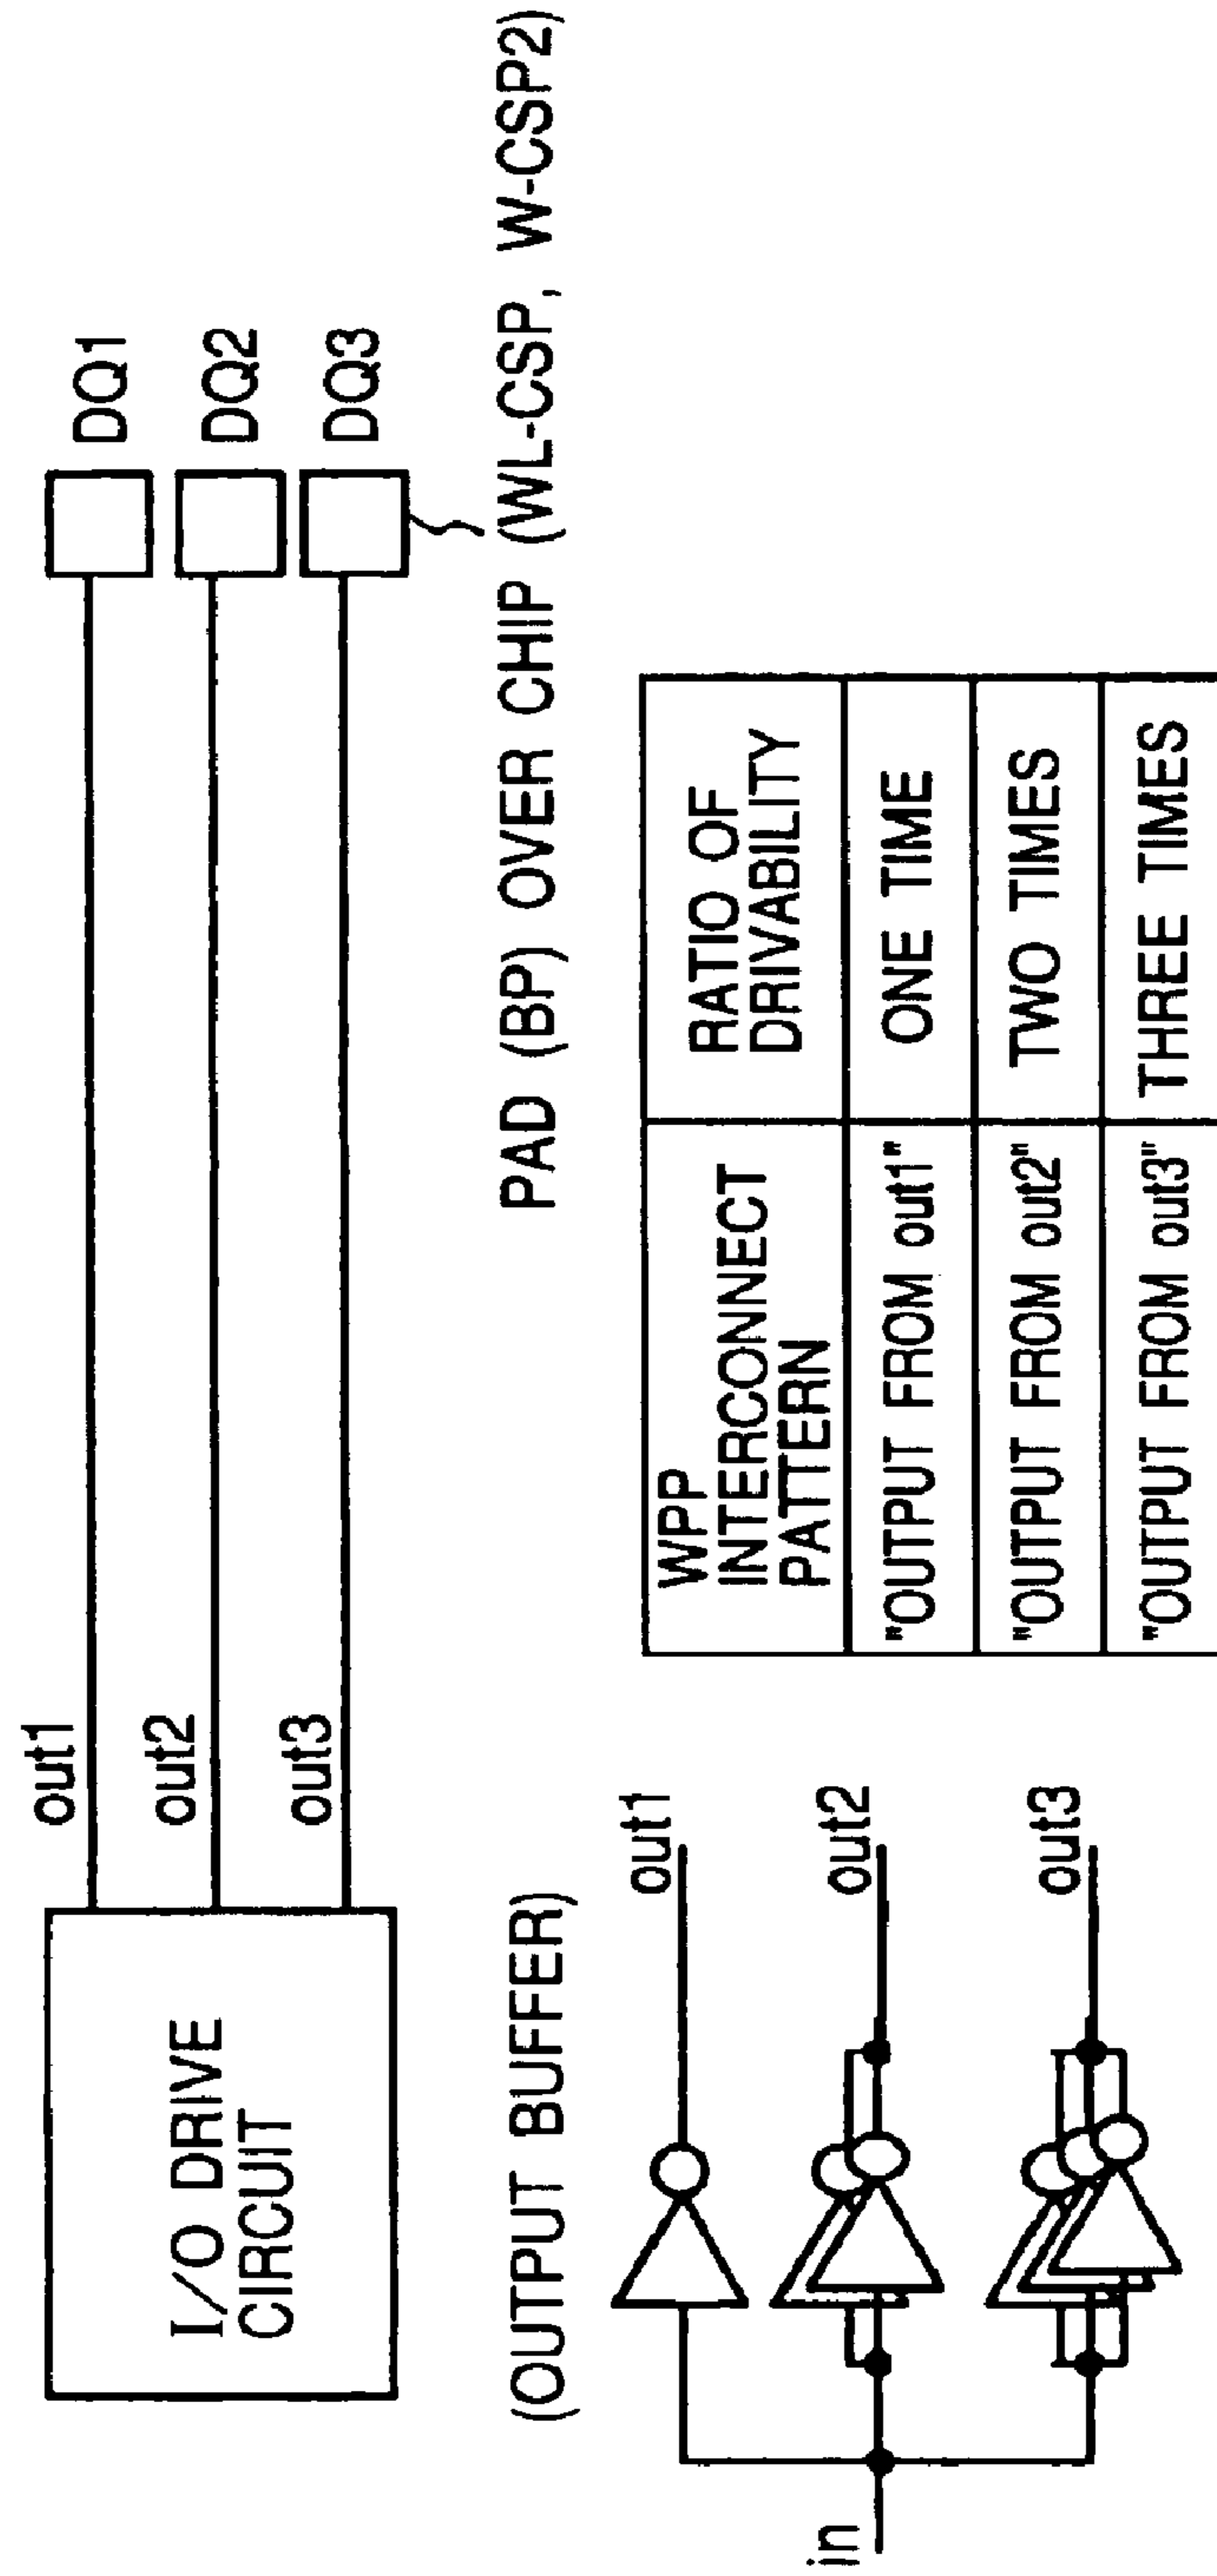 out1
out2
out3
I/O DRIVE
CIRCUIT
DQ1
DQ2
DQ3
PAD (BP) OVER CHIP (WL-CSP, W-CSP2)
(OUTPUT BUFFER)
in
out1
out2
out3
WPP
INTERCONNECT
PATTERN
RATIO OF
DRIVABILITY
"OUTPUT FROM out1"
ONE TIME
"OUTPUT FROM out2"
TWO TIMES
"OUTPUT FROM out3"
THREE TIMES